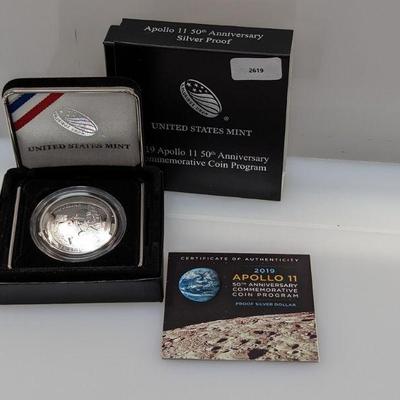 Apollo 11 50th Anniversary
Silver Proof
2619
UNITED STATES MINT
19 Apollo 11 50th Anniversary
ommemorative Coin Program
UNITED STATES MINT
CERTIFICATE OF AUTHENTICITY
2019
APOLLO 11
50TH ANNIVERSARY
COMMEMORATIVE
COIN PROGRAM
PROOF SILVER DOLLAR